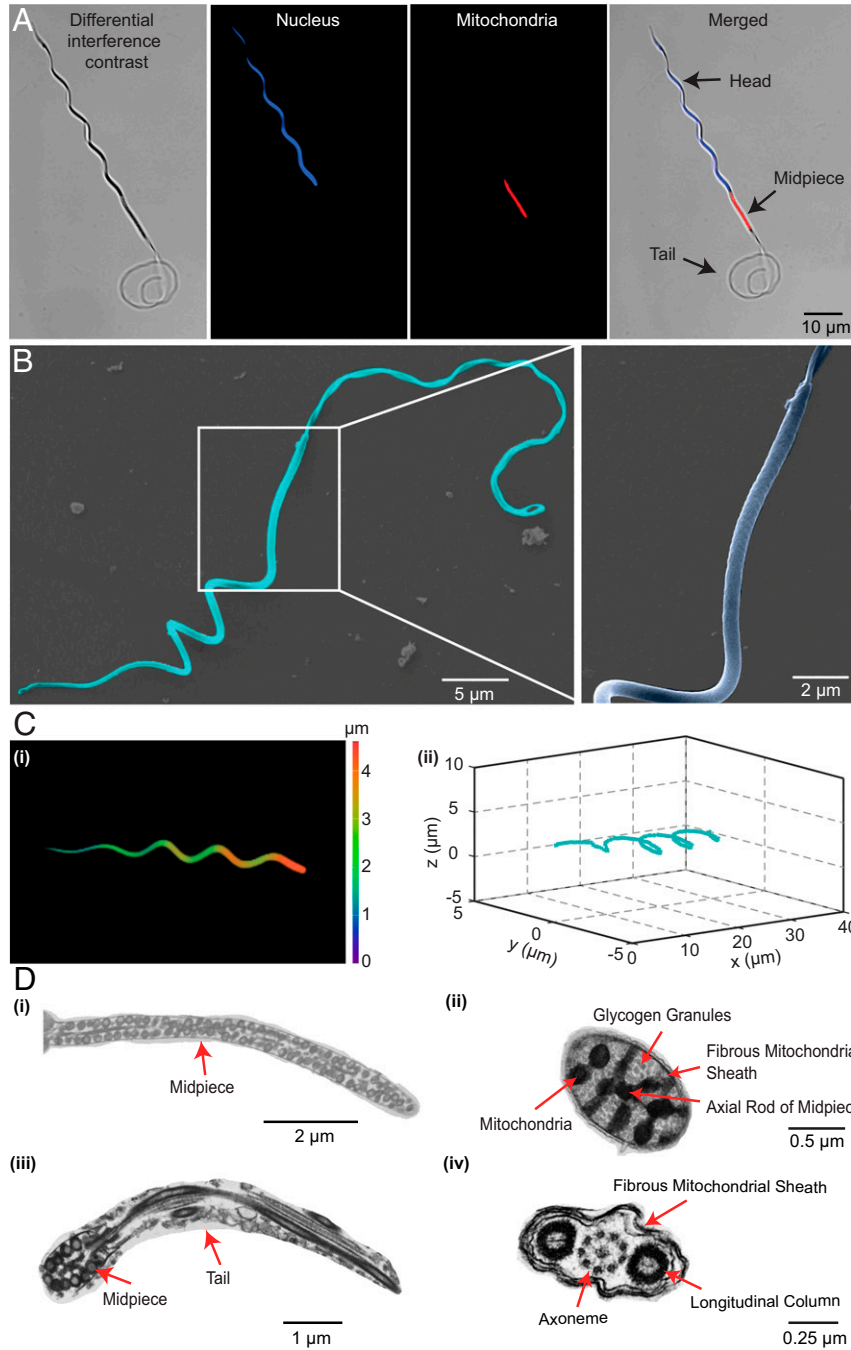 A
Differential
interference
contrast
Nucleus
Mitochondria
Merged
Head
Midpiece
Tail
10 µm
B
5 µm
2 µm
C
(i)
µm
4
3
2
1
0
(ii)
10
5
0
-5
z (µm)
5
0
-5
y (µm)
0
10
20
30
40
x (µm)
D
(i)
Midpiece
2 µm
(ii)
Glycogen Granules
Fibrous Mitochondria
Sheath
Mitochondria
Axial Rod of Midpiec
0.5 µm
(iii)
Midpiece
Tail
1 µm
(iv)
Fibrous Mitochondrial Sheath
Axoneme
Longitudinal Column
0.25 µm